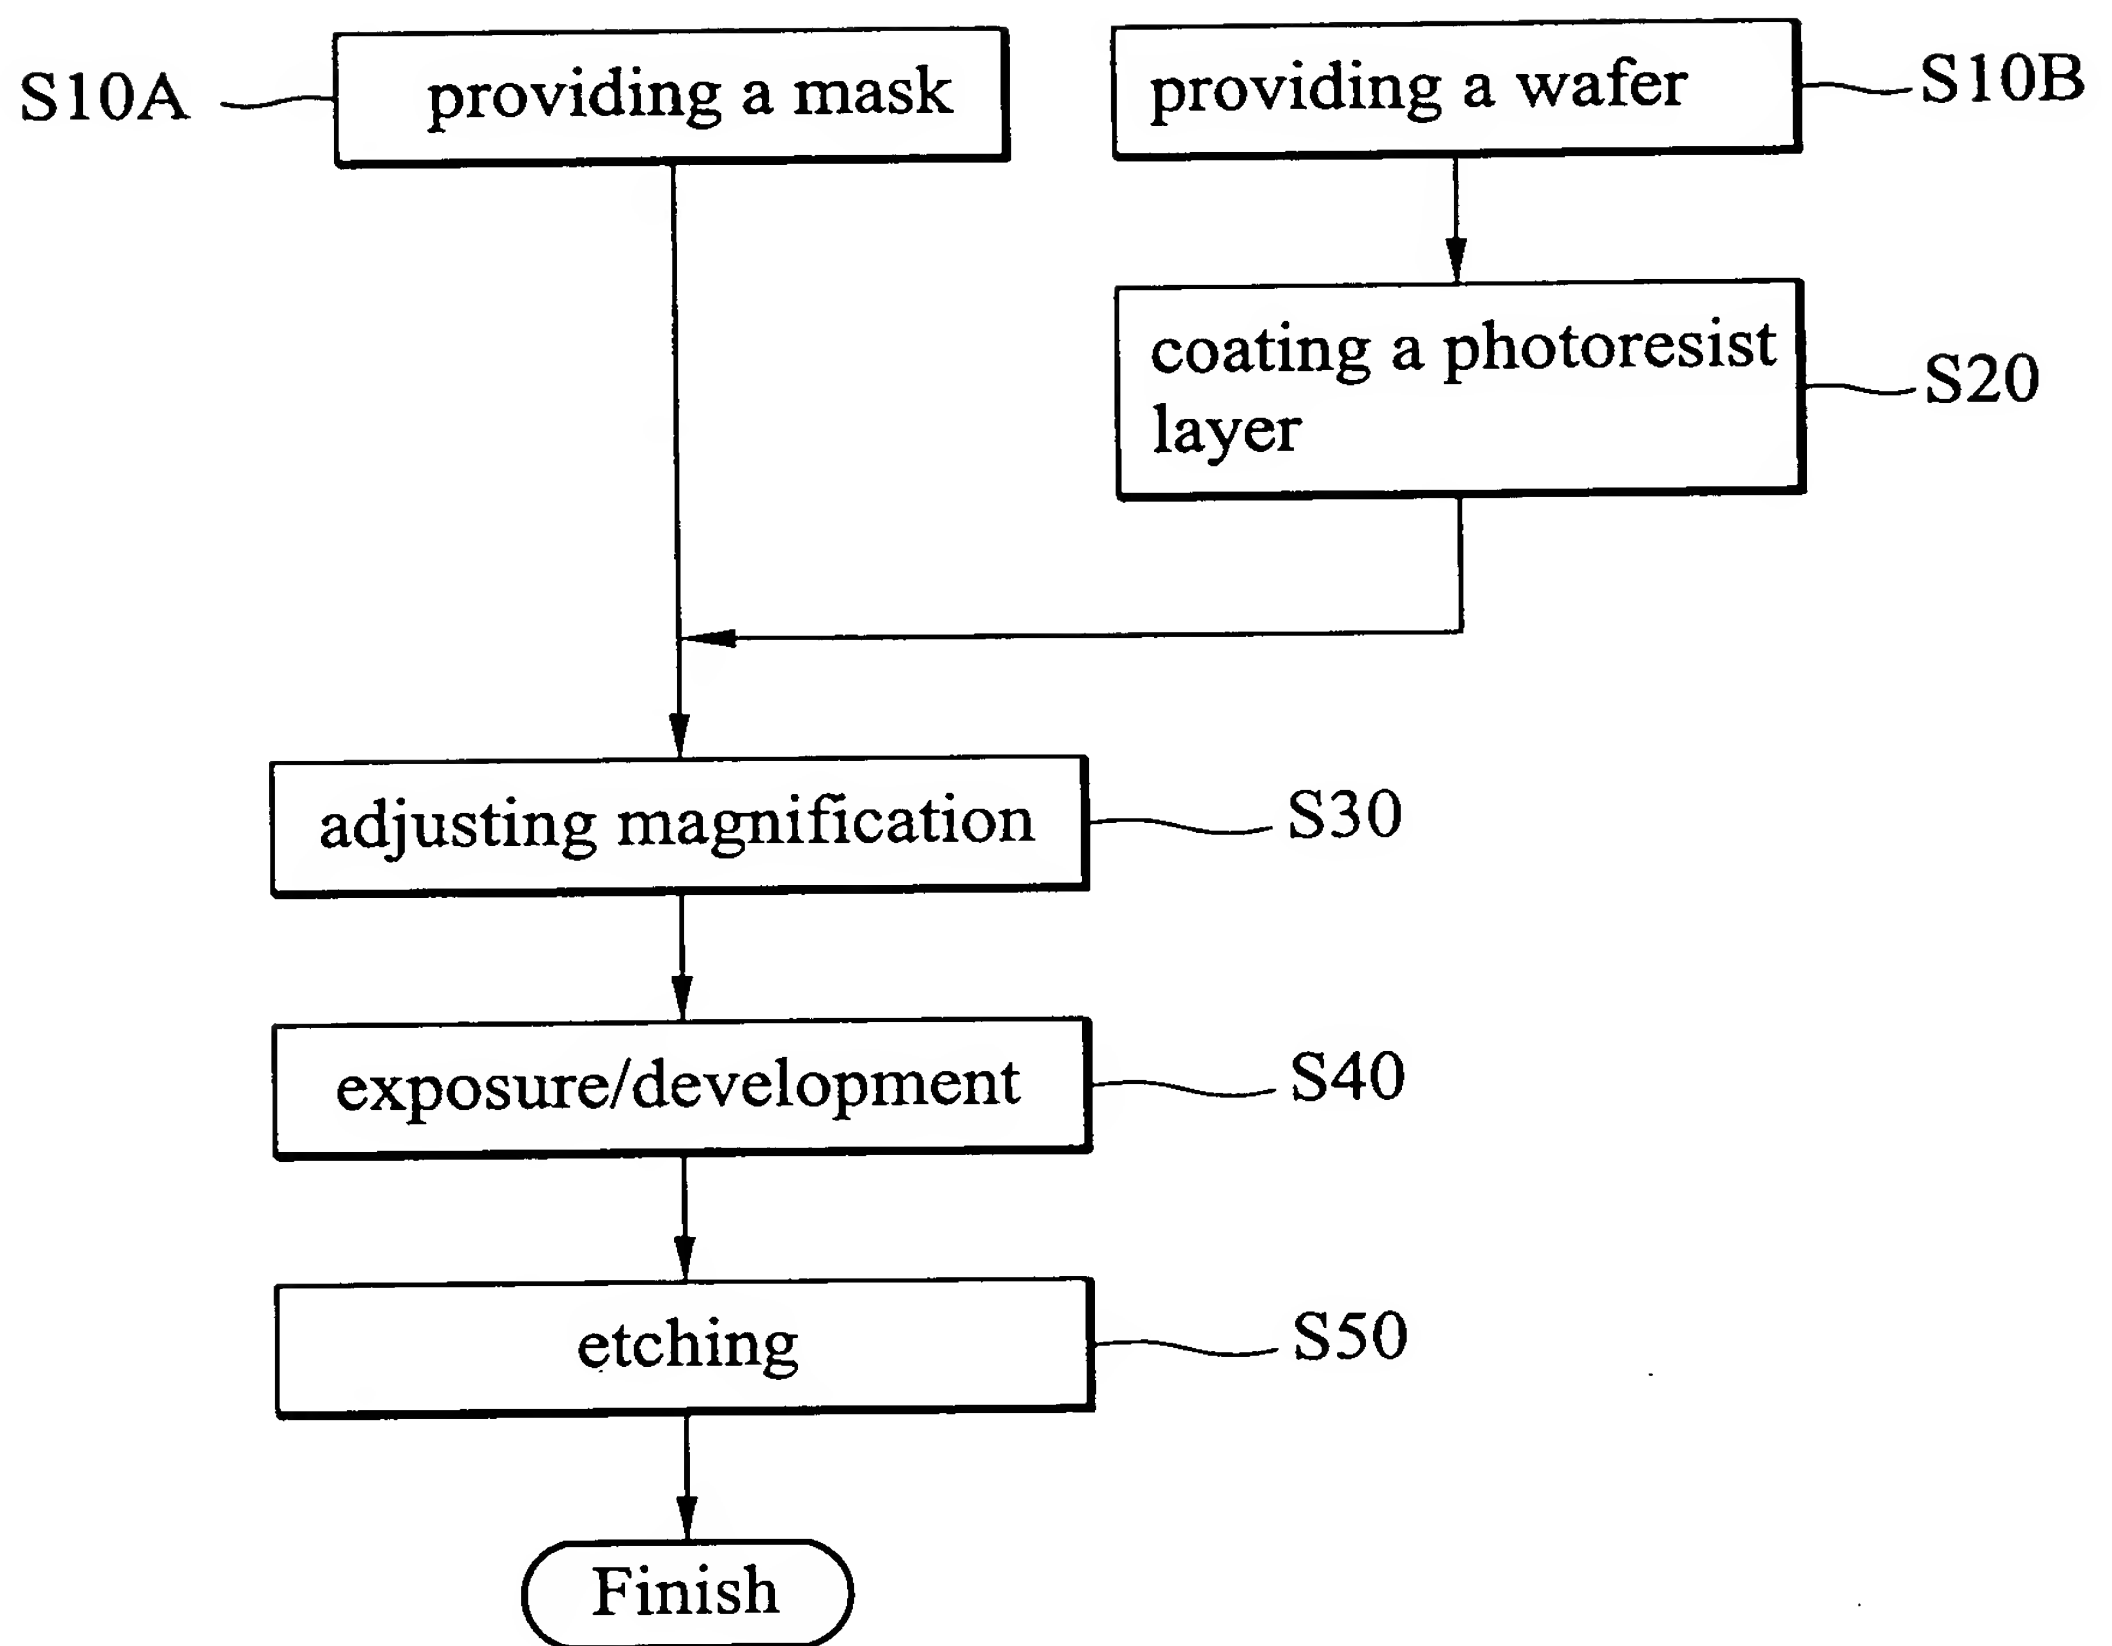 S10A
providing a mask
providing a wafer
S10B
coating a photoresist
layer
S20
adjusting magnification
S30
exposure/development
S40
etching
S50
Finish